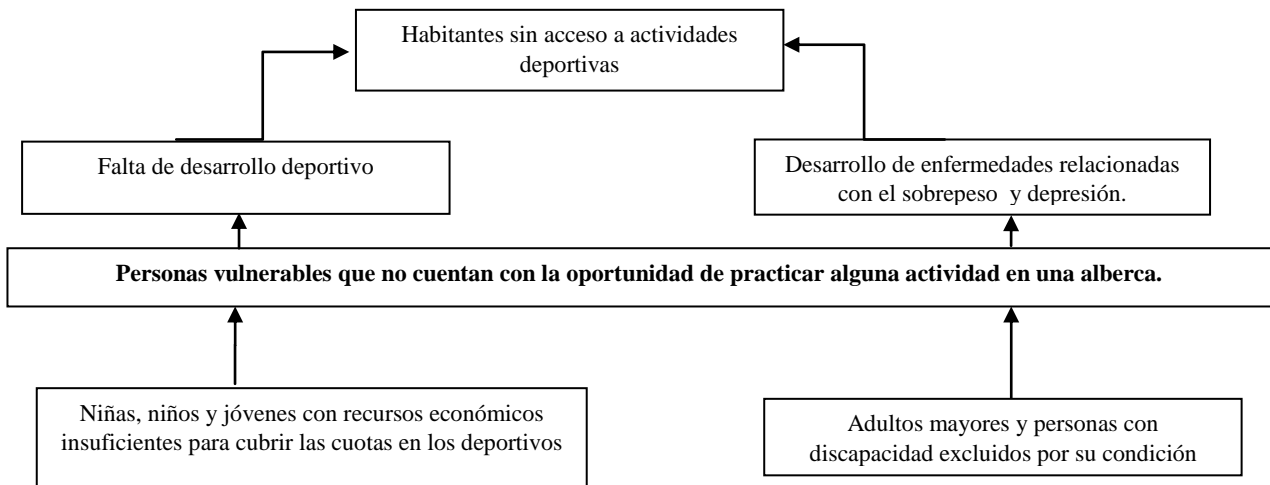 Habitantes sin acceso a actividades
deportivas
Falta de desarrollo deportivo
Desarrollo de enfermedades relacionadas
con el sobrepeso y depresión.
Personas vulnerables que no cuentan con la oportunidad de practicar alguna actividad en una alberca.
Niñas, niños y jóvenes con recursos económicos
insuficientes para cubrir las cuotas en los deportivos
Adultos mayores y personas con
discapacidad excluidos por su condición